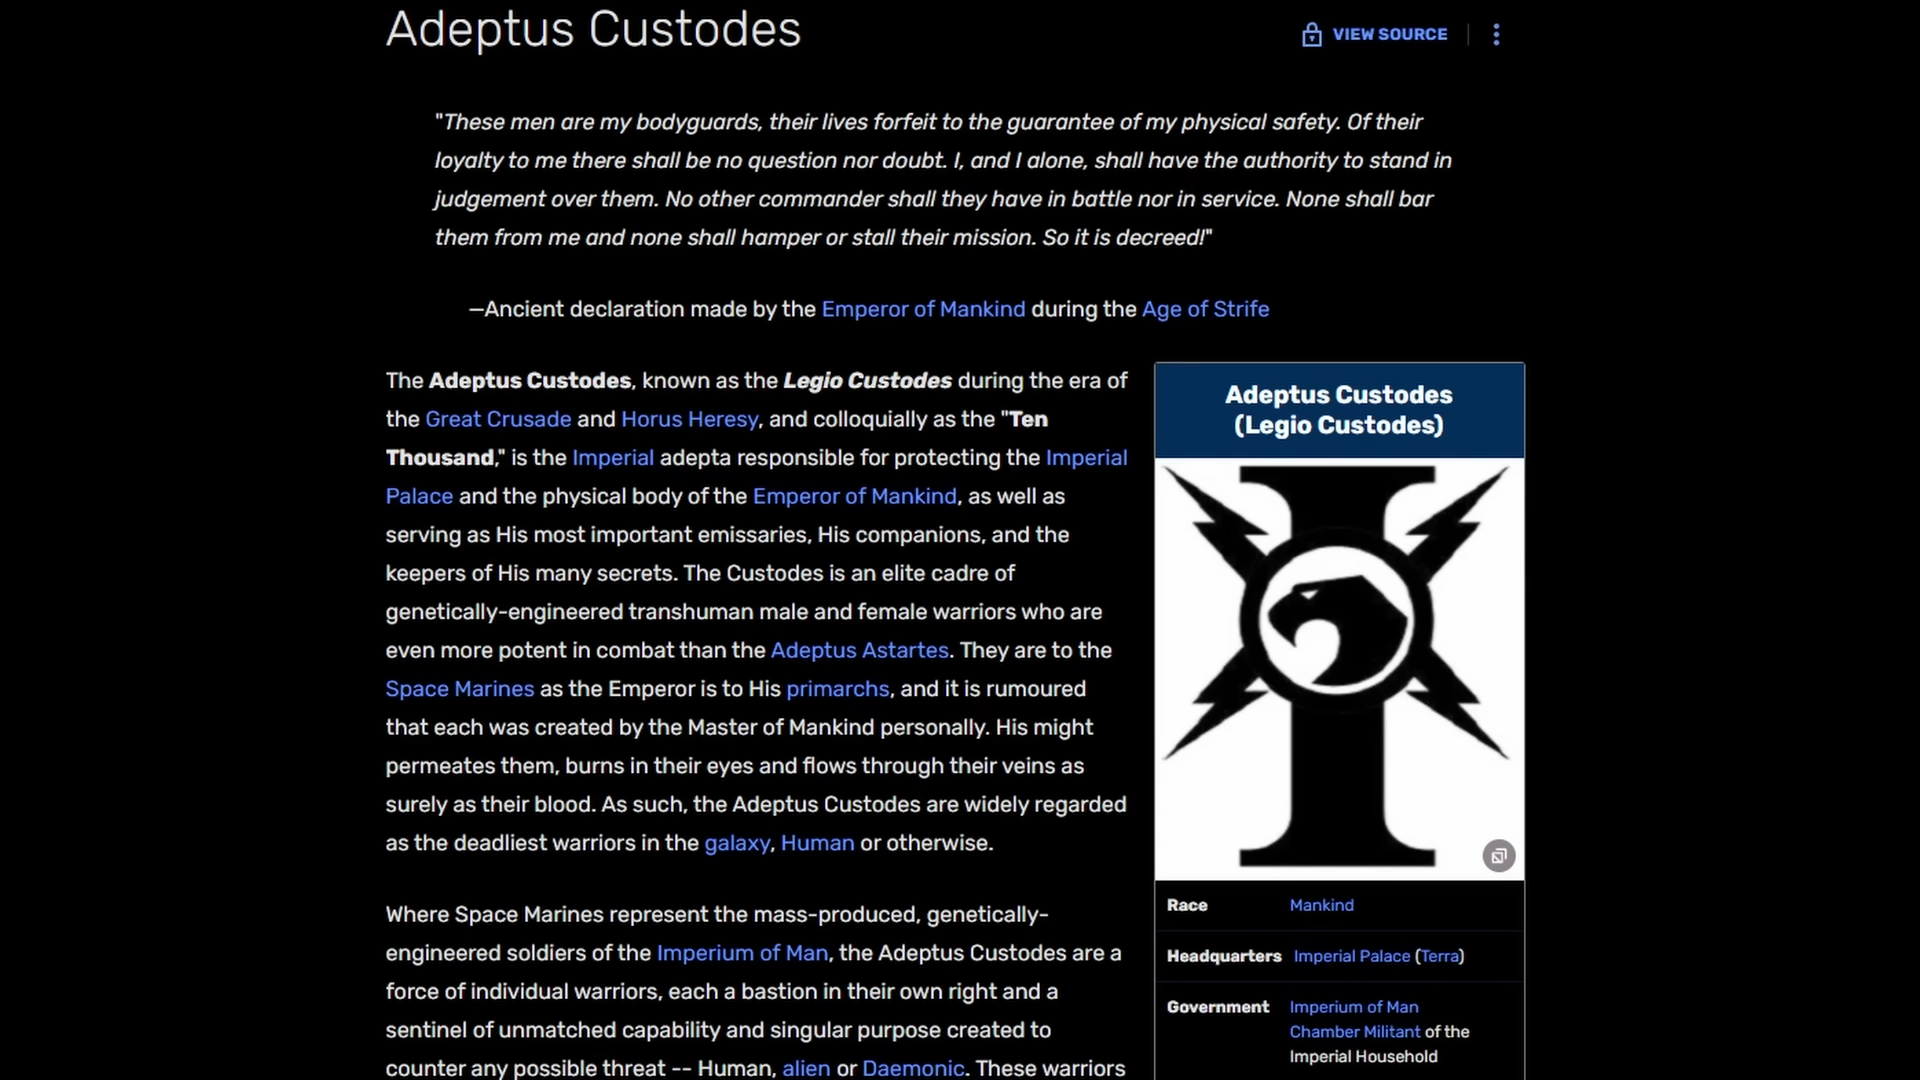 Adeptus Custodes
VIEW SOURCE
"These men are my bodyguards, their lives forfeit to the guarantee of my physical safety. Of their
loyalty to me there shall be no question nor doubt. I, and I alone, shall have the authority to stand in
judgement over them. No other commander shall they have in battle nor in service. None shall bar
them from me and none shall hamper or stall their mission. So it is decreed!"
—Ancient declaration made by the Emperor of Mankind during the Age of Strife
The Adeptus Custodes, known as the Legio Custodes during the era of
the Great Crusade and Horus Heresy, and colloquially as the "Ten
Thousand," is the Imperial adepta responsible for protecting the Imperial
Palace and the physical body of the Emperor of Mankind, as well as
serving as His most important emissaries, His companions, and the
keepers of His many secrets. The Custodes is an elite cadre of
genetically-engineered transhuman male and female warriors who are
even more potent in combat than the Adeptus Astartes. They are to the
Space Marines as the Emperor is to His primarchs, and it is rumoured
that each was created by the Master of Mankind personally. His might
permeates them, burns in their eyes and flows through their veins as
surely as their blood. As such, the Adeptus Custodes are widely regarded
as the deadliest warriors in the galaxy, Human or otherwise.
Where Space Marines represent the mass-produced, genetically-
engineered soldiers of the Imperium of Man, the Adeptus Custodes are a
force of individual warriors, each a bastion in their own right and a
sentinel of unmatched capability and singular purpose created to
counter any possible threat -- Human, alien or Daemonic. These warriors
Adeptus Custodes
(Legio Custodes)
Race Mankind
Headquarters Imperial Palace (Terra)
Government Imperium of Man
Chamber Militant of the
Imperial Household